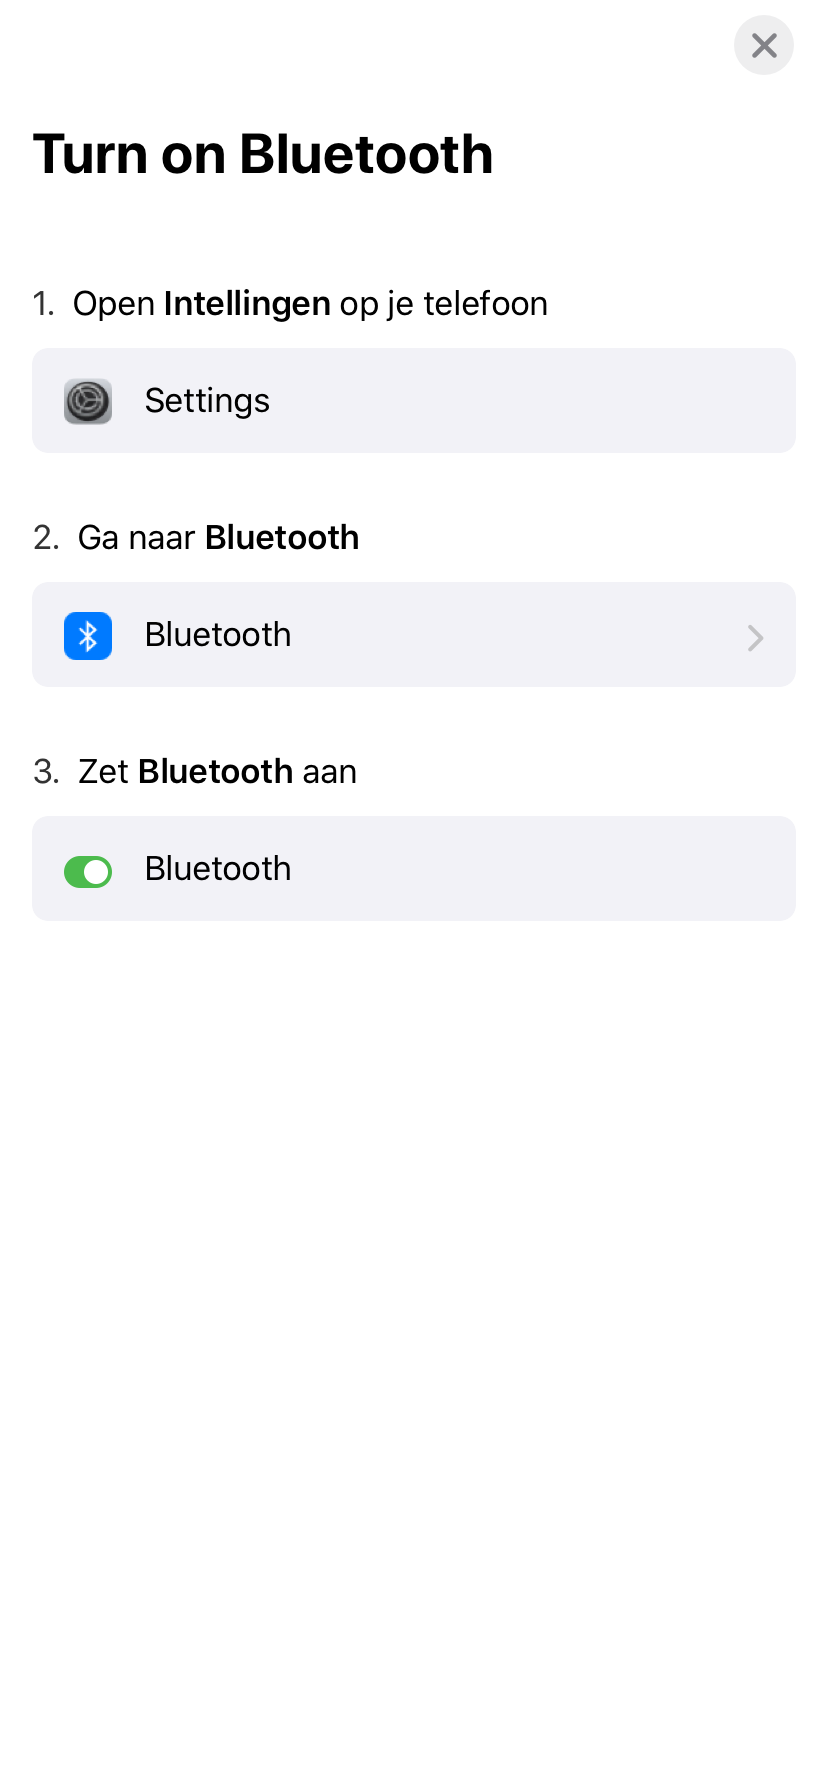 Turn on Bluetooth
1. Open Intellingen op je telefoon
Settings
2. Ga naar Bluetooth
Bluetooth
3. Zet Bluetooth aan
Bluetooth